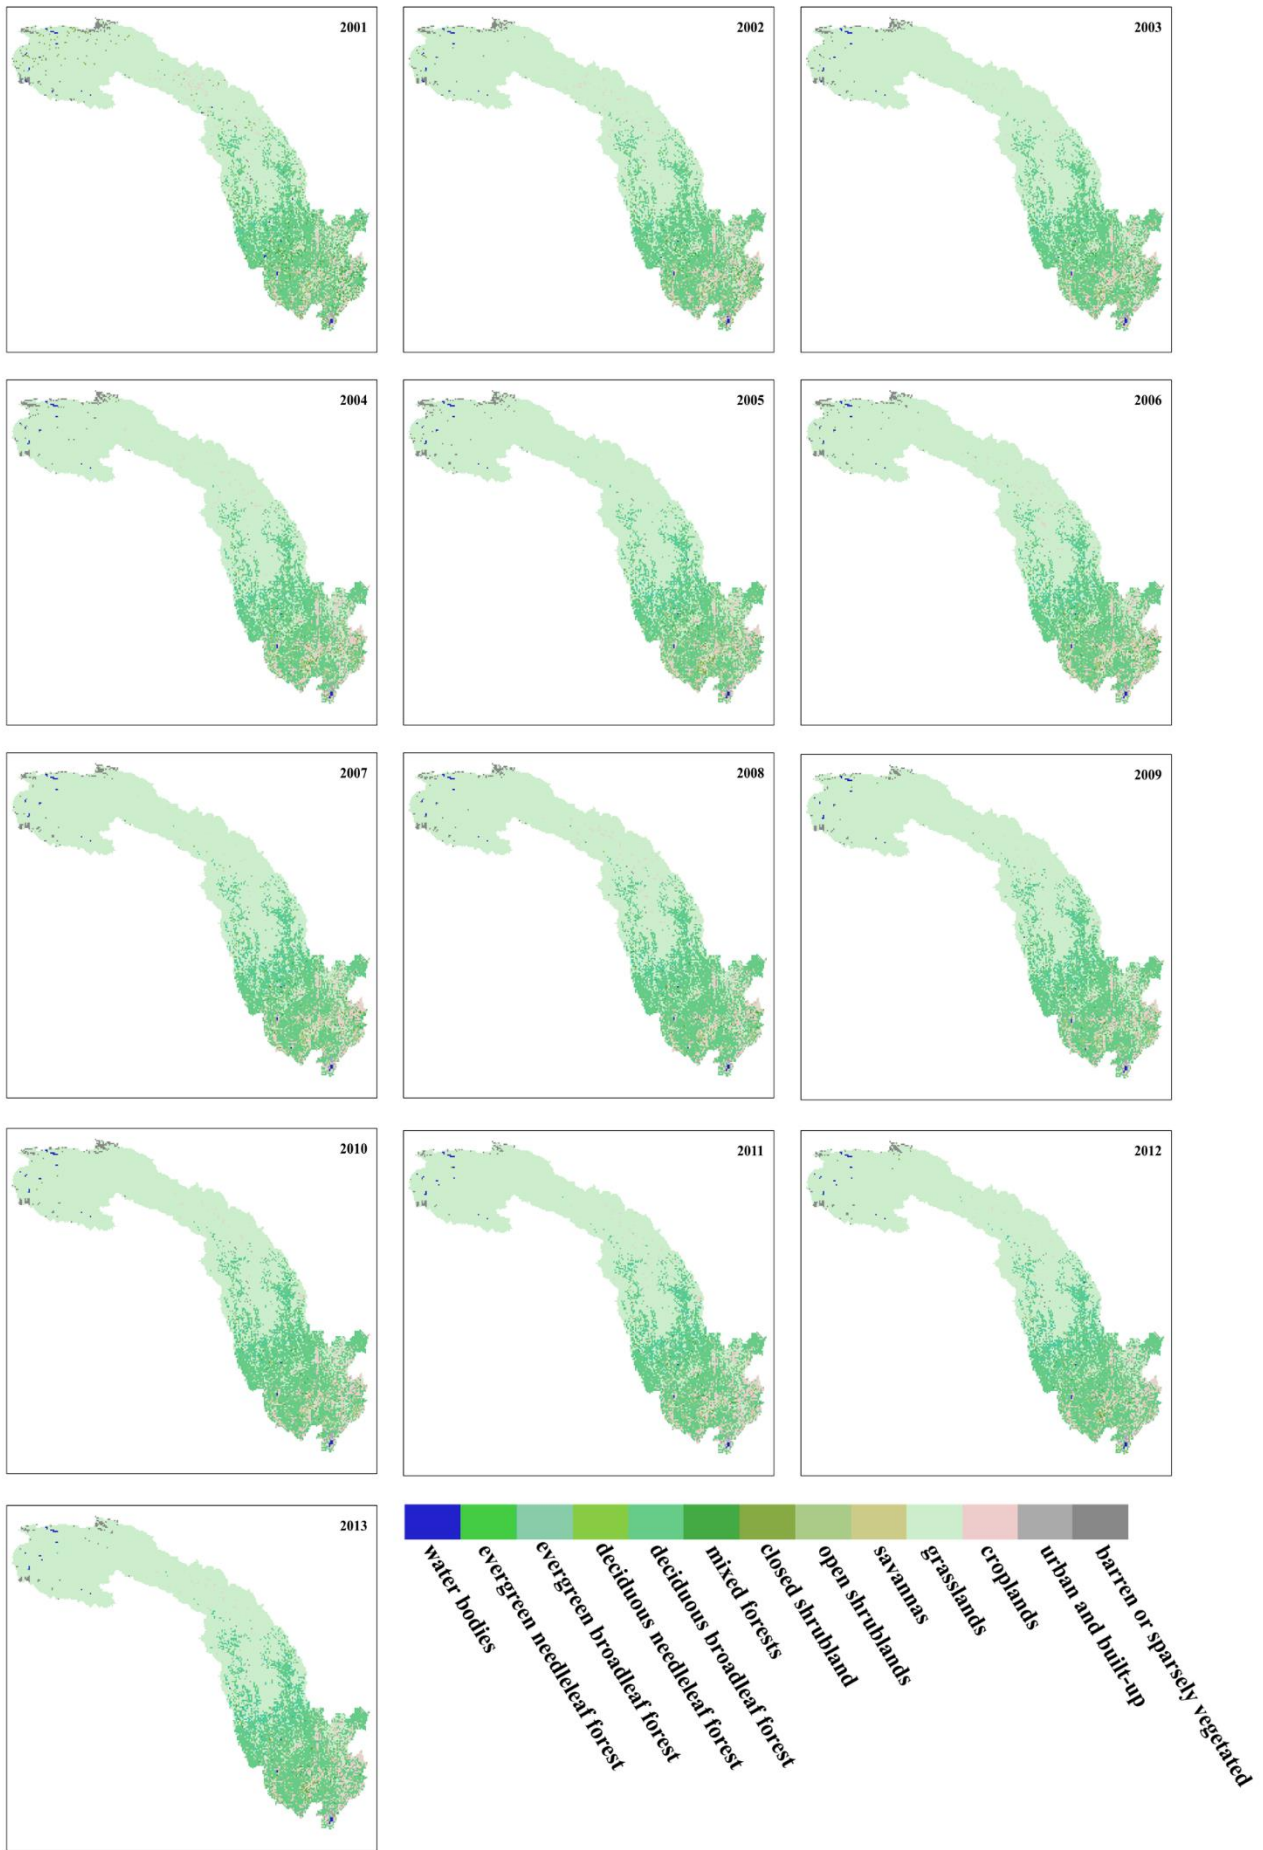 2001
2002
2003
2004
2005
2006
2007
2008
2009
2010
2011
2012
2013
water bodies
evergreen needleleaf forest
evergreen broadleaf forest
deciduous needleleaf forest
deciduous broadleaf forest
mixed forests
closed shrubland
open shrublands
savannas
grasslands
croplands
urban and built-up
barren or sparsely vegetated